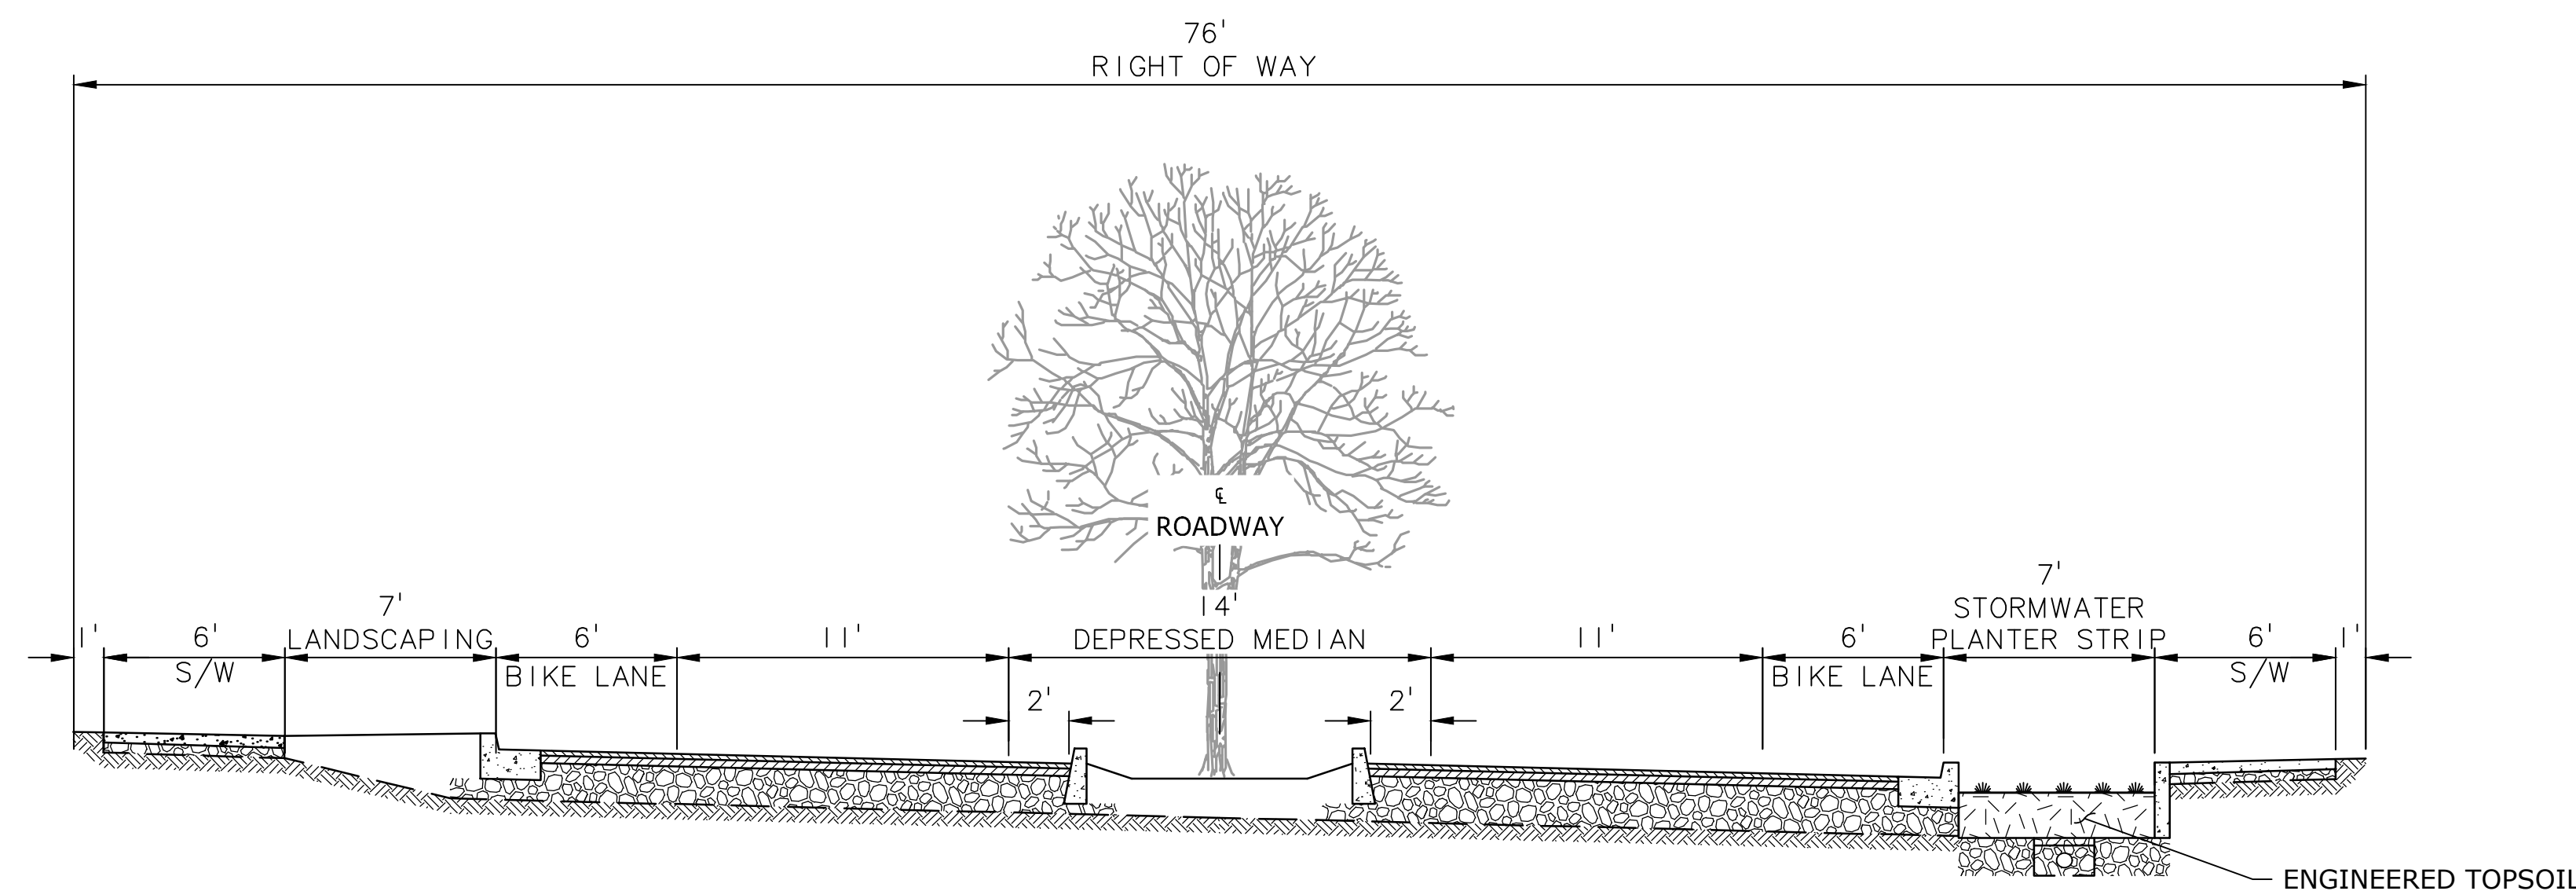 76'
RIGHT OF WAY
℄
ROADWAY
1'
6'
S/W
7'
LANDSCAPING
6'
BIKE LANE
11'
14'
DEPRESSED MEDIAN
2'
2'
11'
6'
BIKE LANE
7'
STORMWATER
PLANTER STRIP
6'
S/W
1'
ENGINEERED TOPSOIL